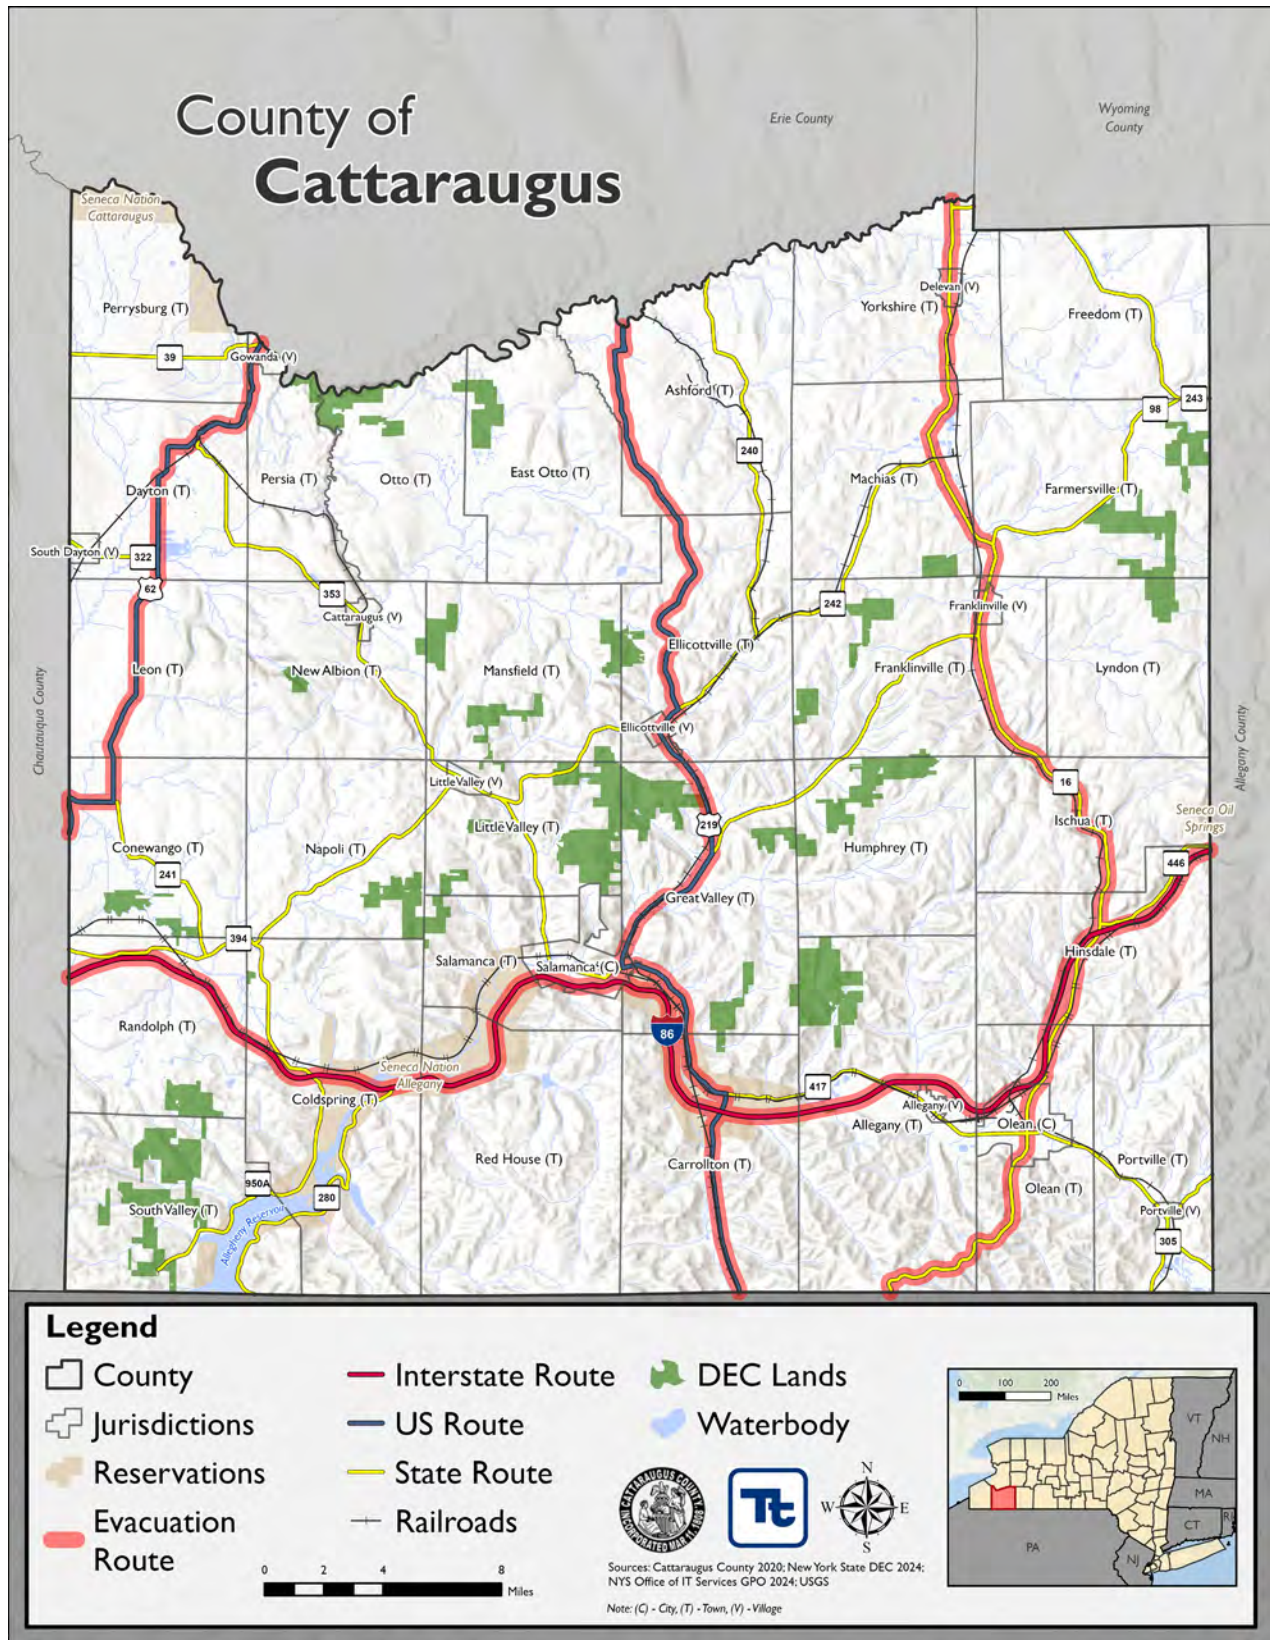 County of
Cattaraugus
Erie County
Wyoming
County
Seneca Nation
Cattaraugus
Perrysburg (T)
39
Gowanda (V)
Delevan (V)
Yorkshire (T)
Freedom (T)
Ashford (T)
98
243
240
Persia (T)
Otto (T)
East Otto (T)
Machias (T)
Dayton (T)
Farmersville (T)
South Dayton (V)
322
62
353
Cattaraugus (V)
242
Franklinville (V)
Ellicottville (T)
Leon (T)
New Albion (T)
Mansfield (T)
Franklinville (T)
Lyndon (T)
Chautauqua County
Allegany County
Ellicottville (V)
Little Valley (V)
16
Seneca Oil
Springs
Ischua (T)
Little Valley (T)
219
Conewango (T)
Napoli (T)
Humphrey (T)
446
241
Great Valley (T)
394
Hinsdale (T)
Salamanca (T)
Salamanca (C)
Randolph (T)
86
Seneca Nation
Allegany
Coldspring (T)
417
Allegany (V)
Allegany (T)
Olean (C)
Red House (T)
Carrollton (T)
Portville (T)
950A
280
Olean (T)
South Valley (T)
Allegheny Reservoir
Portville (V)
305
Legend
County
Jurisdictions
Reservations
Evacuation
Route
Interstate Route
US Route
State Route
Railroads
DEC Lands
Waterbody
0 2 4 8
Miles
CATTARAUGUS COUNTY,
INCORPORATED MAR 11, 1808
Tt
N
W E
S
Sources: Cattaraugus County 2020; New York State DEC 2024;
NYS Office of IT Services GPO 2024; USGS
Note: (C) - City, (T) - Town, (V) - Village
0 100 200
Miles
VT
NH
MA
CT
RI
PA
NJ